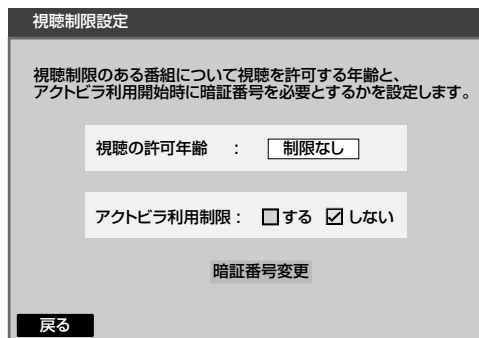 視聴制限設定
視聴制限のある番組について視聴を許可する年齢と、
アクトビラ利用開始時に暗証番号を必要とするかを設定します。
視聴の許可年齢 : 制限なし
アクトビラ利用制限 : する しない
暗証番号変更
戻る